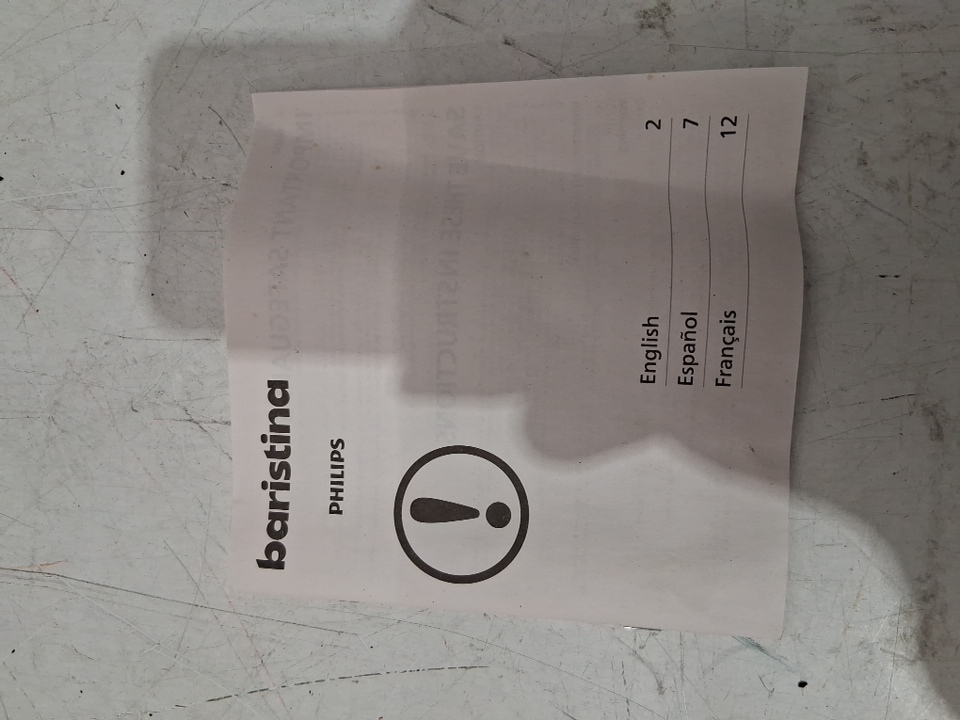 baristina
PHILIPS
English 2
Español 7
Français 12